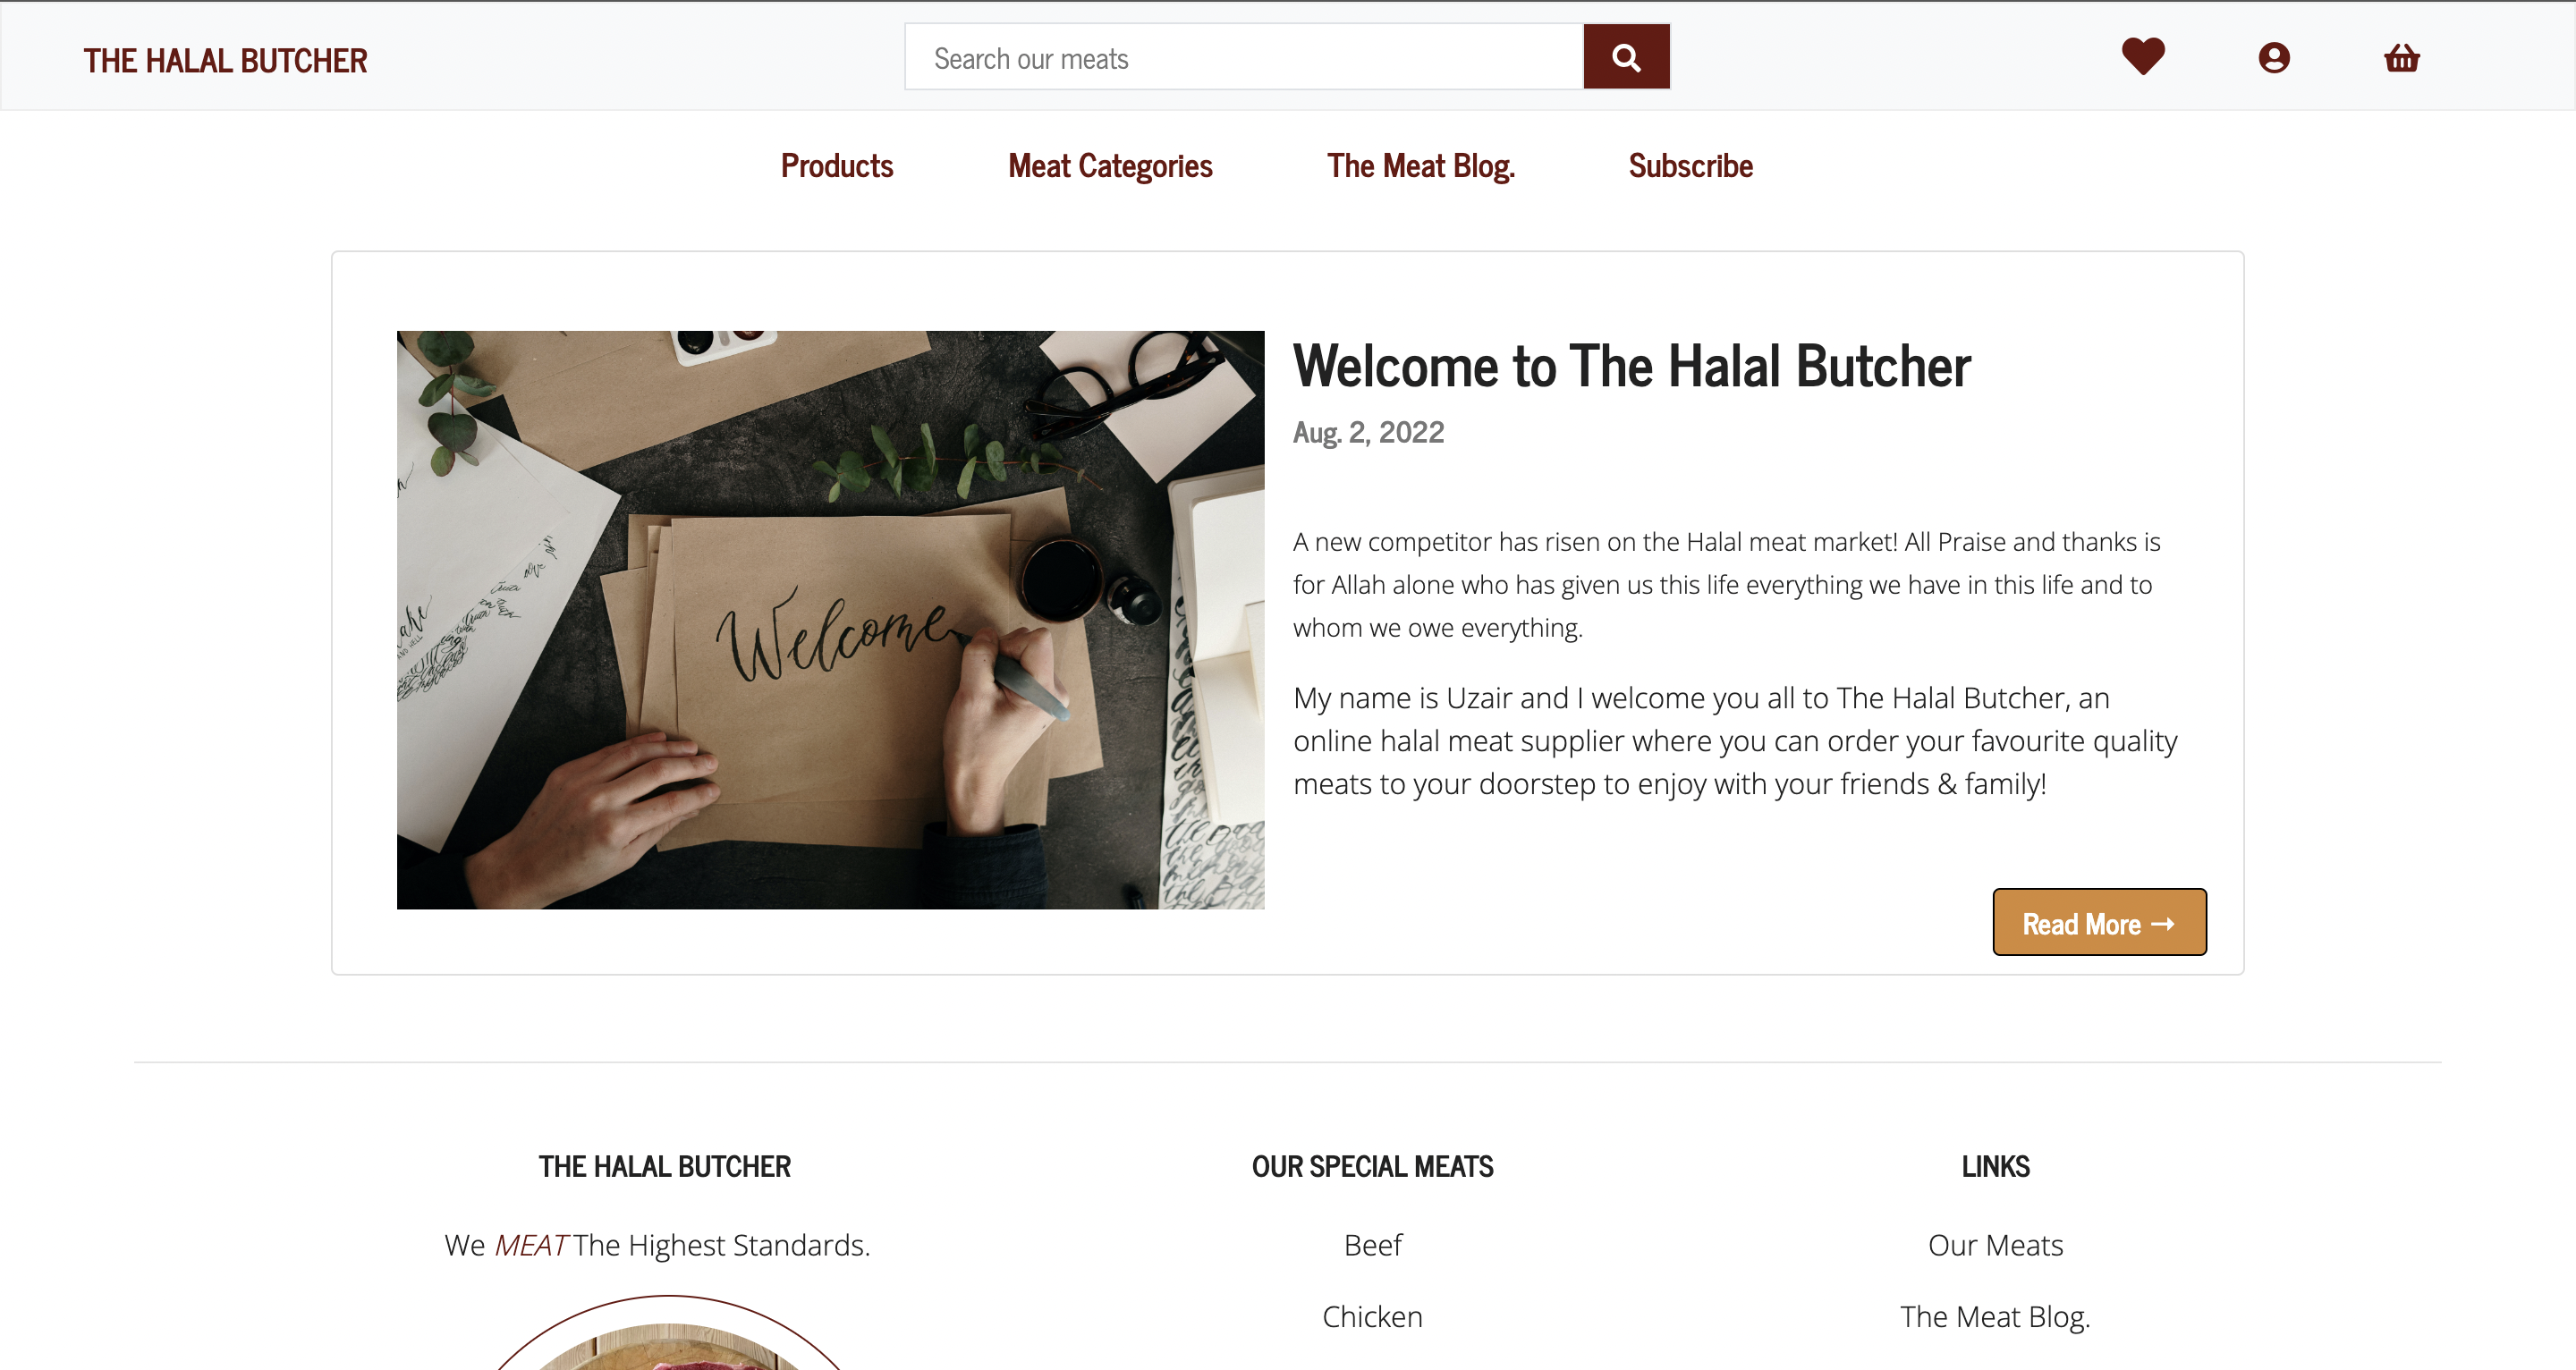 THE HALAL BUTCHER
Search our meats
Products
Meat Categories
The Meat Blog.
Subscribe
Welcome
Welcome to The Halal Butcher
Aug. 2, 2022
A new competitor has risen on the Halal meat market! All Praise and thanks is
for Allah alone who has given us this life everything we have in this life and to
whom we owe everything.
My name is Uzair and I welcome you all to The Halal Butcher, an
online halal meat supplier where you can order your favourite quality
meats to your doorstep to enjoy with your friends & family!
Read More →
THE HALAL BUTCHER
We MEAT The Highest Standards.
OUR SPECIAL MEATS
Beef
Chicken
LINKS
Our Meats
The Meat Blog.